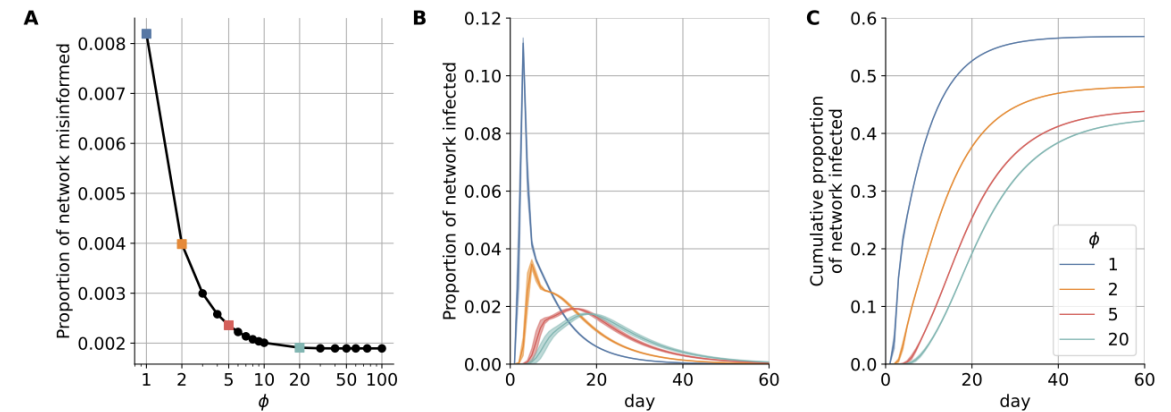 A
Proportion of network misinformed
0.008
0.007
0.006
0.005
0.004
0.003
0.002
1 2 5 10 20 50 100
ϕ
B
Proportion of network infected
0.12
0.10
0.08
0.06
0.04
0.02
0.00
0 20 40 60
day
C
Cumulative proportion
of network infected
0.6
0.5
0.4
0.3
0.2
0.1
0.0
0 20 40 60
day
ϕ
1
2
5
20